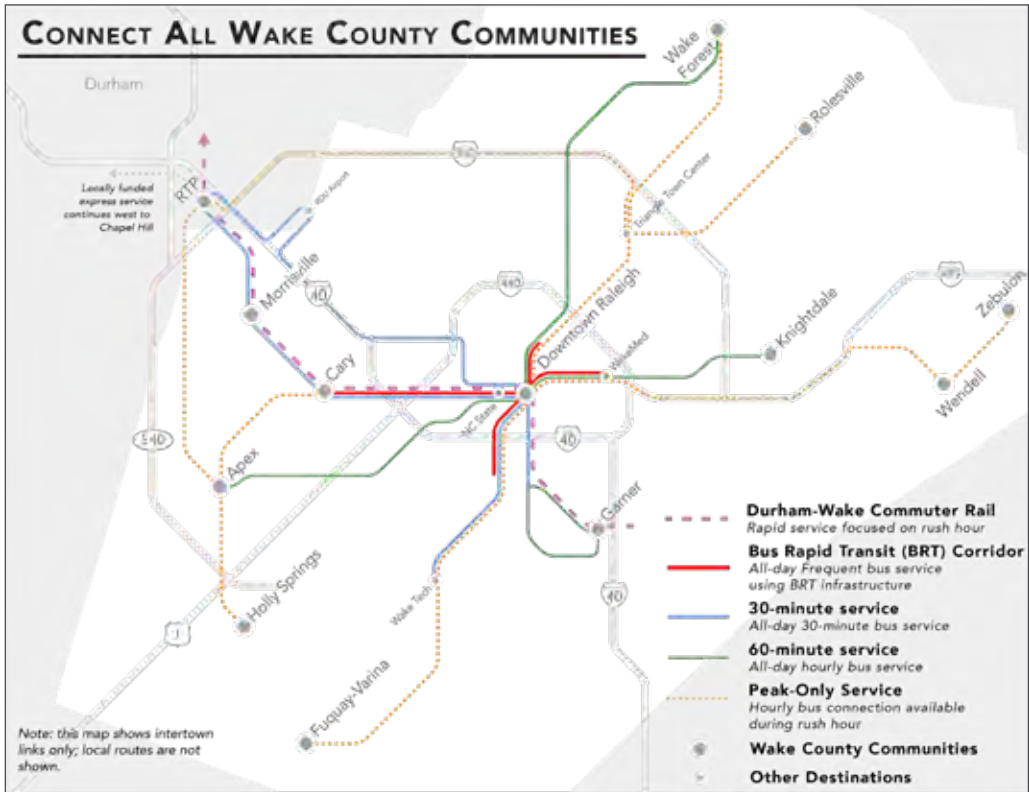 CONNECT ALL WAKE COUNTY COMMUNITIES
Durham
Wake
Forest
Rolesville
Locally funded
express service
continues west to
Chapel Hill
RTP
RDU Airport
Triangle Town Center
Morrisville
40
440
Downtown Raleigh
WakeMed
Knightdale
Zebulon
Wendell
Cary
NC State
540
40
Apex
Garner
Holly Springs
Wake Tech
40
1
Fuquay-Varina
Durham-Wake Commuter Rail
Rapid service focused on rush hour
Bus Rapid Transit (BRT) Corridor
All-day Frequent bus service
using BRT infrastructure
30-minute service
All-day 30-minute bus service
60-minute service
All-day hourly bus service
Peak-Only Service
Hourly bus connection available
during rush hour
Wake County Communities
Other Destinations
Note: this map shows intertown
links only; local routes are not
shown.